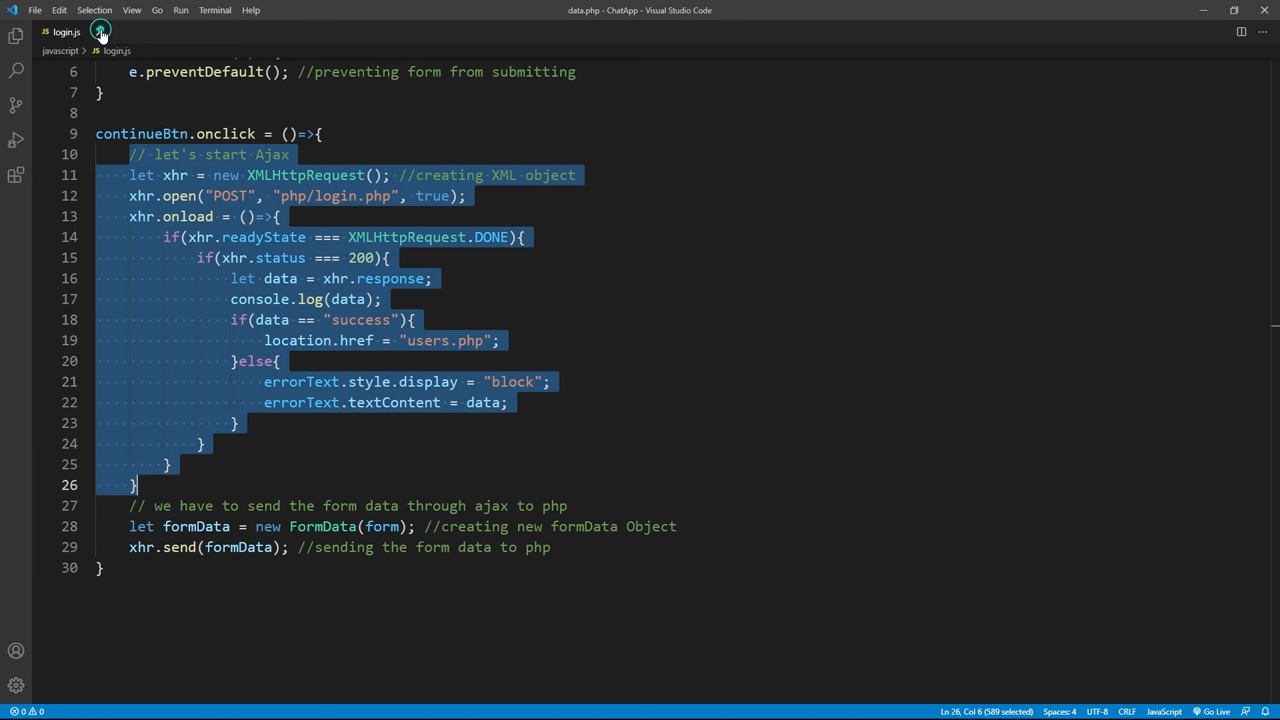 File Edit Selection View Go Run Terminal Help data.php - ChatApp - Visual Studio Code
JS login.js
javascript > JS login.js
6 e.preventDefault(); //preventing form from submitting
7 }
8
9 continueBtn.onclick = ()=>{
10 // let's start Ajax
11 let xhr = new XMLHttpRequest(); //creating XML object
12 xhr.open("POST", "php/login.php", true);
13 xhr.onload = ()=>{
14 if(xhr.readyState === XMLHttpRequest.DONE){
15 if(xhr.status === 200){
16 let data = xhr.response;
17 console.log(data);
18 if(data == "success"){
19 location.href = "users.php";
20 }else{
21 errorText.style.display = "block";
22 errorText.textContent = data;
23 }
24 }
25 }
26 }
27 // we have to send the form data through ajax to php
28 let formData = new FormData(form); //creating new formData Object
29 xhr.send(formData); //sending the form data to php
30 }
0 0 Ln 26, Col 6 (589 selected) Spaces: 4 UTF-8 CRLF JavaScript Go Live